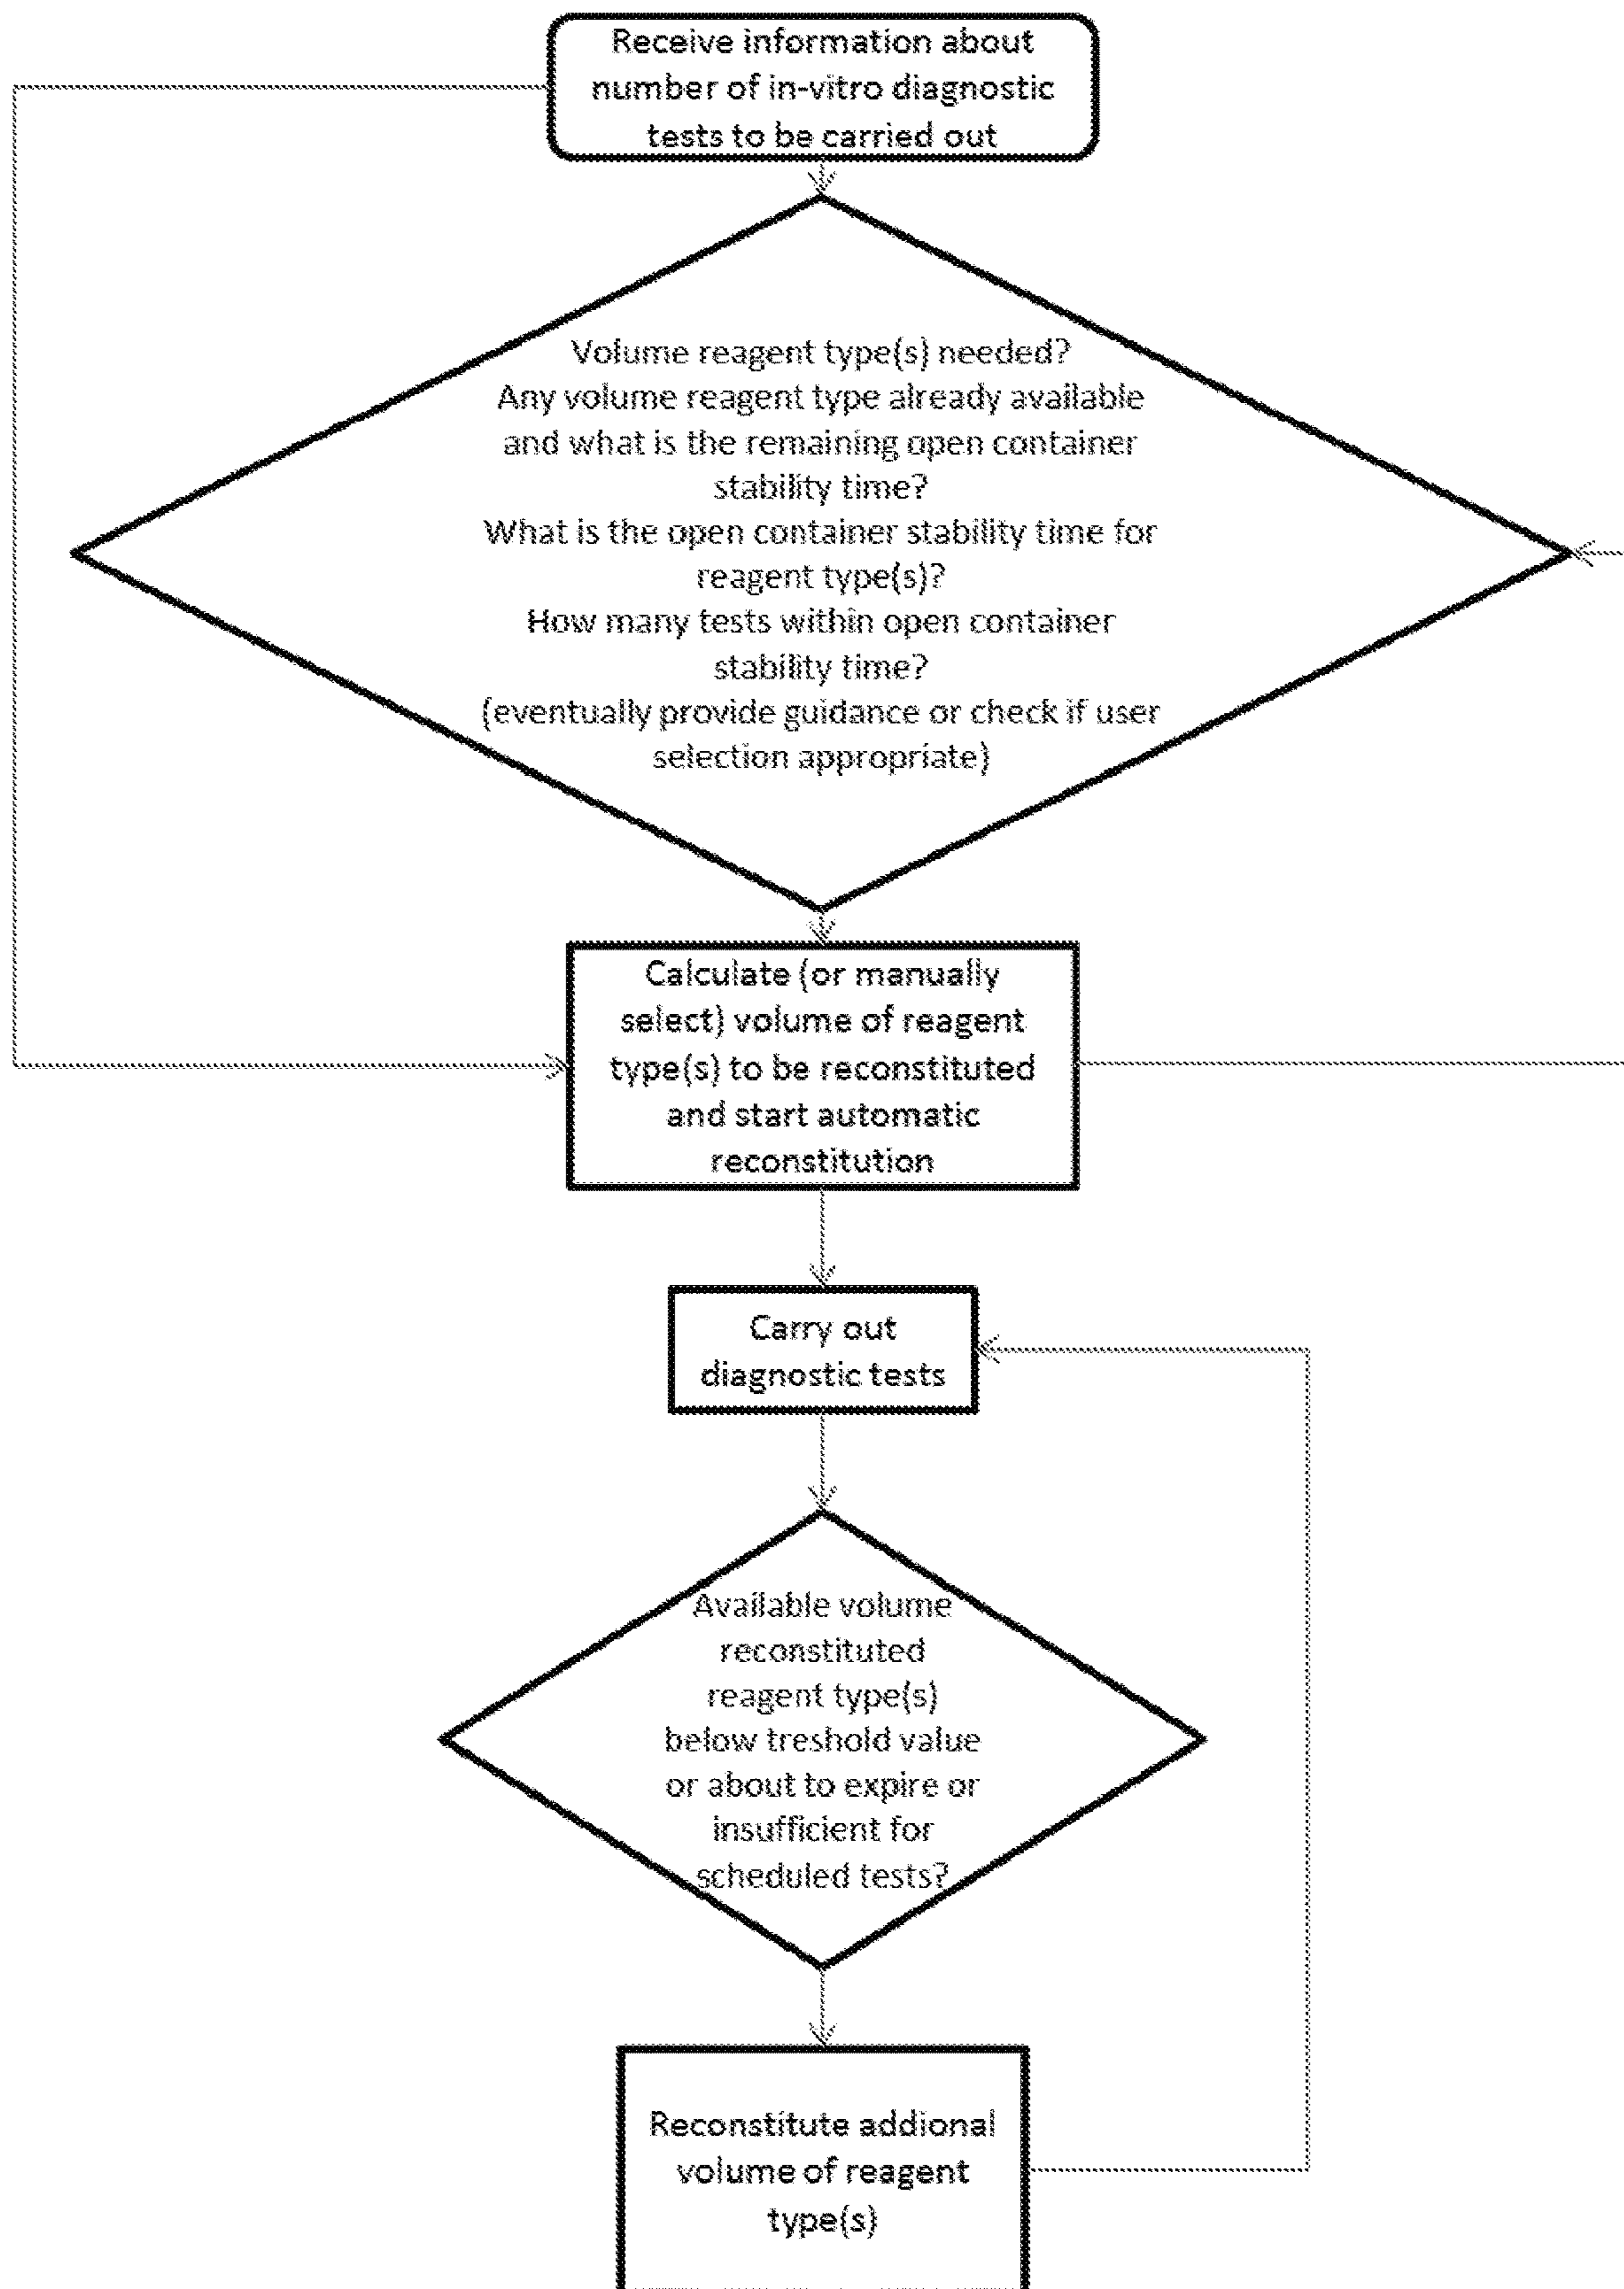 Receive information about
number of in-vitro diagnostic
tests to be carried out
Volume reagent type(s) needed?
Any volume reagent type already available
and what is the remaining open container
stability time?
What is the open container stability time for
reagent type(s)?
How many tests within open container
stability time?
(eventually provide guidance or check if user
selection appropriate)
Calculate (or manually
select) volume of reagent
type(s) to be reconstituted
and start automatic
reconstitution
Carry out
diagnostic tests
Available volume
reconstituted
reagent type(s)
below treshold value
or about to expire or
insufficient for
scheduled tests?
Reconstitute addional
volume of reagent
type(s)